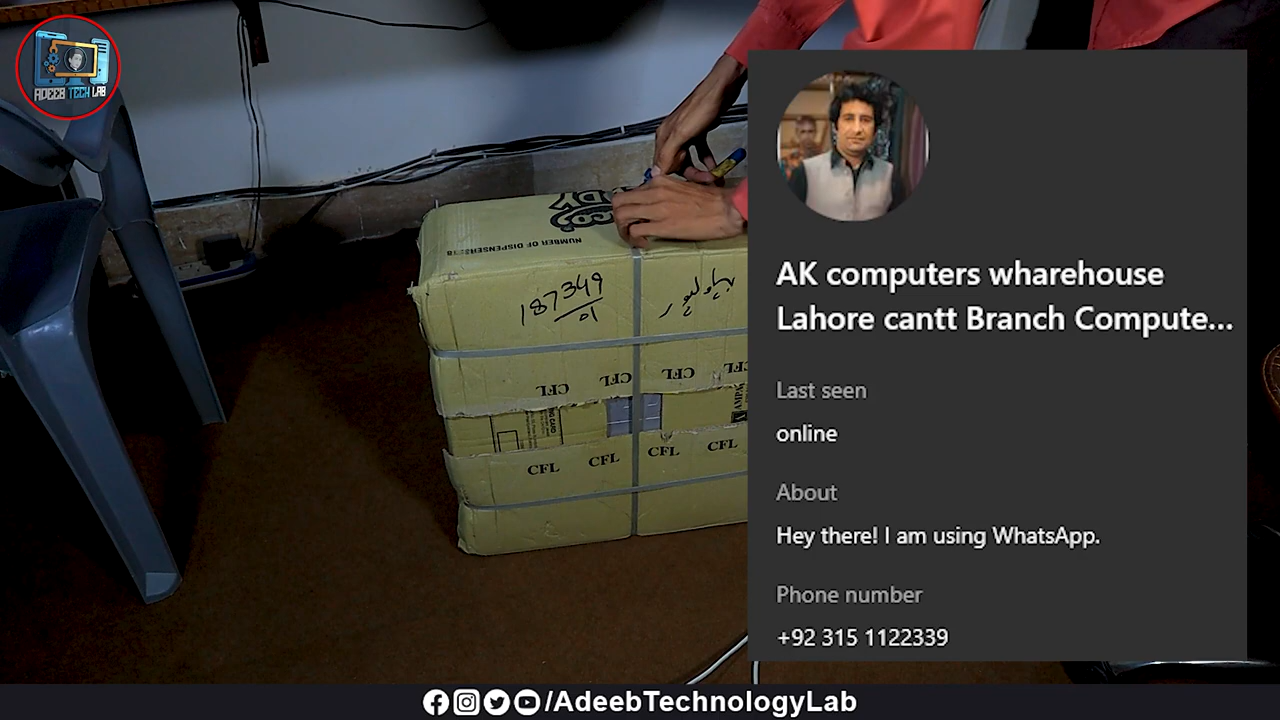 ADEEB TECH LAB
NUMBER OF DISPENSERS:
187349
01
بہاولپور
CFL CFL CFL CFL
CFL CFL CFL CFL
AK computers wharehouse
Lahore cantt Branch Compute...
Last seen
online
About
Hey there! I am using WhatsApp.
Phone number
+92 315 1122339
/AdeebTechnologyLab